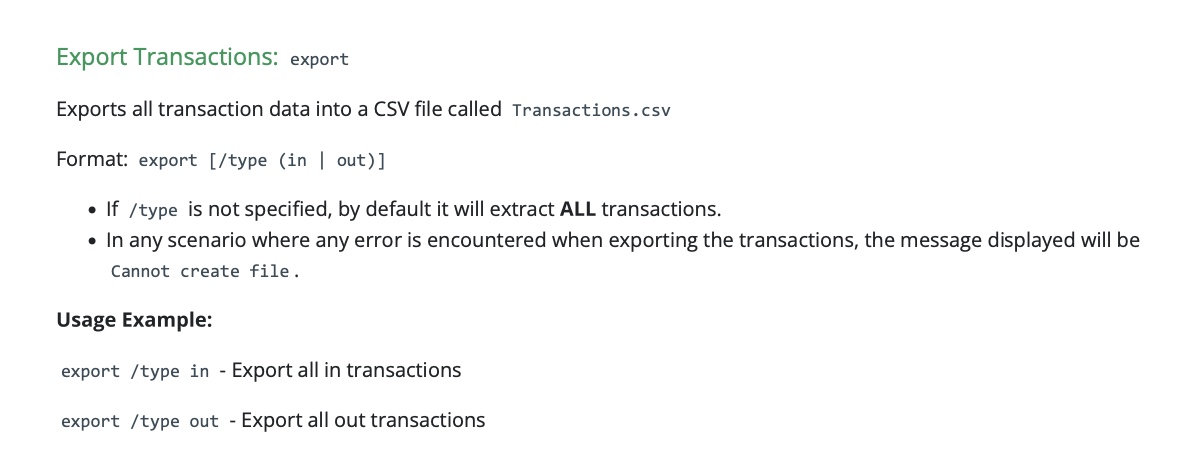 Export Transactions: export
Exports all transaction data into a CSV file called Transactions.csv
Format: export [/type (in | out)]
• If /type is not specified, by default it will extract ALL transactions.
• In any scenario where any error is encountered when exporting the transactions, the message displayed will be
Cannot create file.
Usage Example:
export /type in - Export all in transactions
export /type out - Export all out transactions